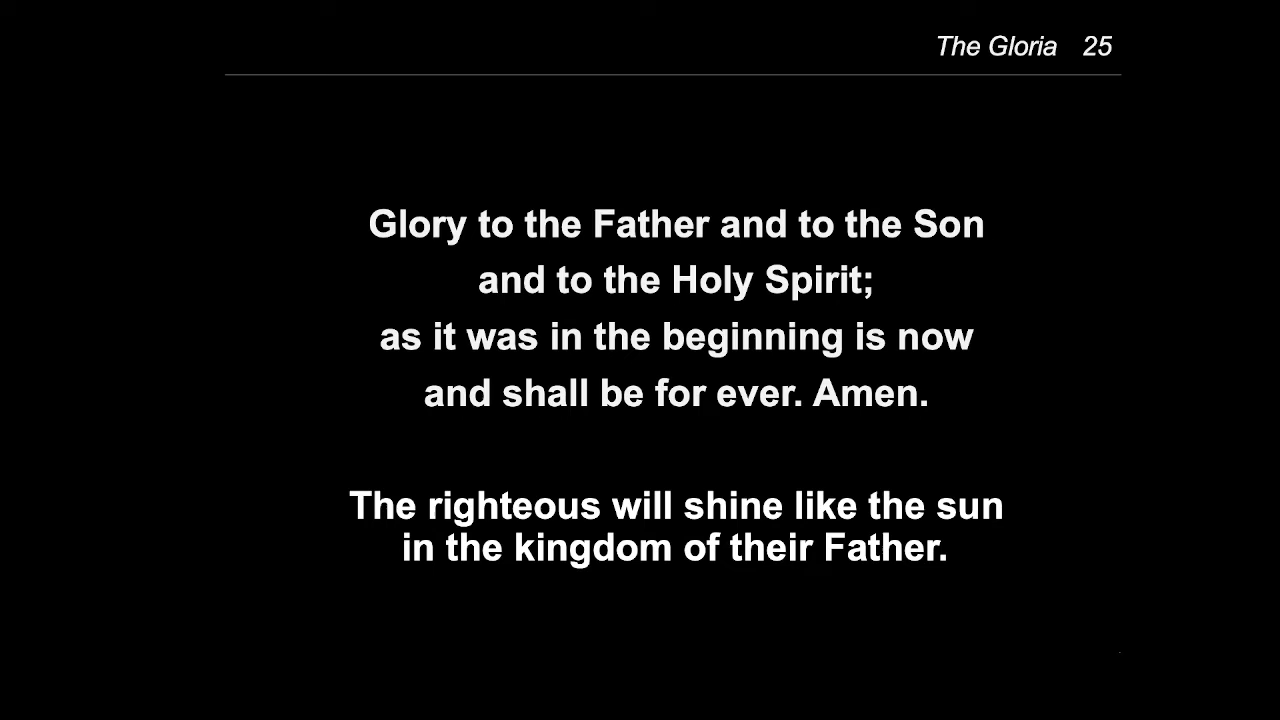 The Gloria 25
Glory to the Father and to the Son
and to the Holy Spirit;
as it was in the beginning is now
and shall be for ever. Amen.
The righteous will shine like the sun
in the kingdom of their Father.